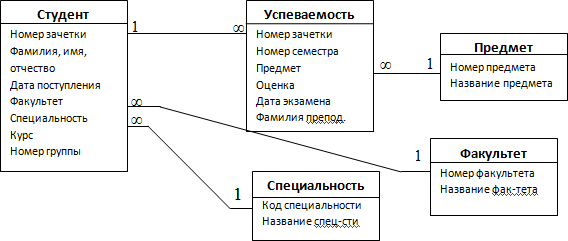 Студент
Номер зачетки
Фамилия, имя,
отчество
Дата поступления
Факультет
Специальность
Курс
Номер группы
1
∞
Успеваемость
Номер зачетки
Номер семестра
Предмет
Оценка
Дата экзамена
Фамилия препод.
∞
1
Предмет
Номер предмета
Название предмета
∞
∞
1
Факультет
Номер факультета
Название фак-тета
1
Специальность
Код специальности
Название спец-сти